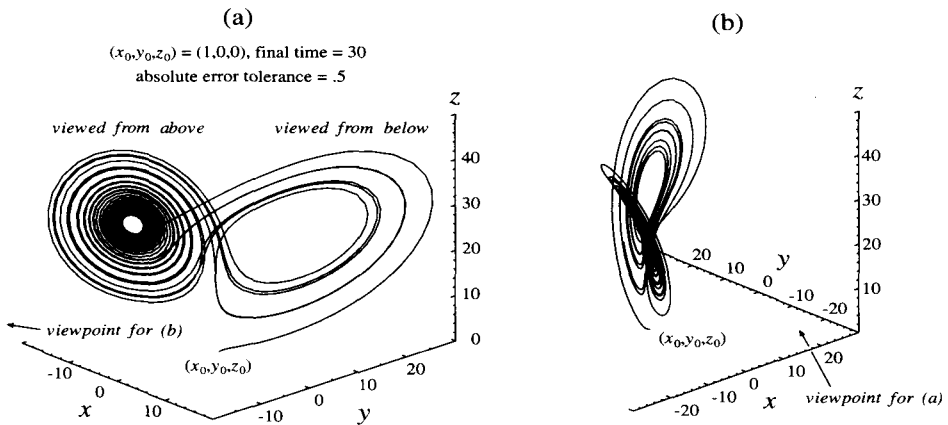 (a)
(x₀,y₀,z₀) = (1,0,0), final time = 30
absolute error tolerance = .5
viewed from above
viewed from below
z
40
30
20
10
0
viewpoint for (b)
(x₀,y₀,z₀)
-10
0
10
x
-10
0
10
20
y
(b)
z
40
30
20
10
20
10
0
-10
-20
y
(x₀,y₀,z₀)
-20
-10
0
10
20
x
viewpoint for (a)